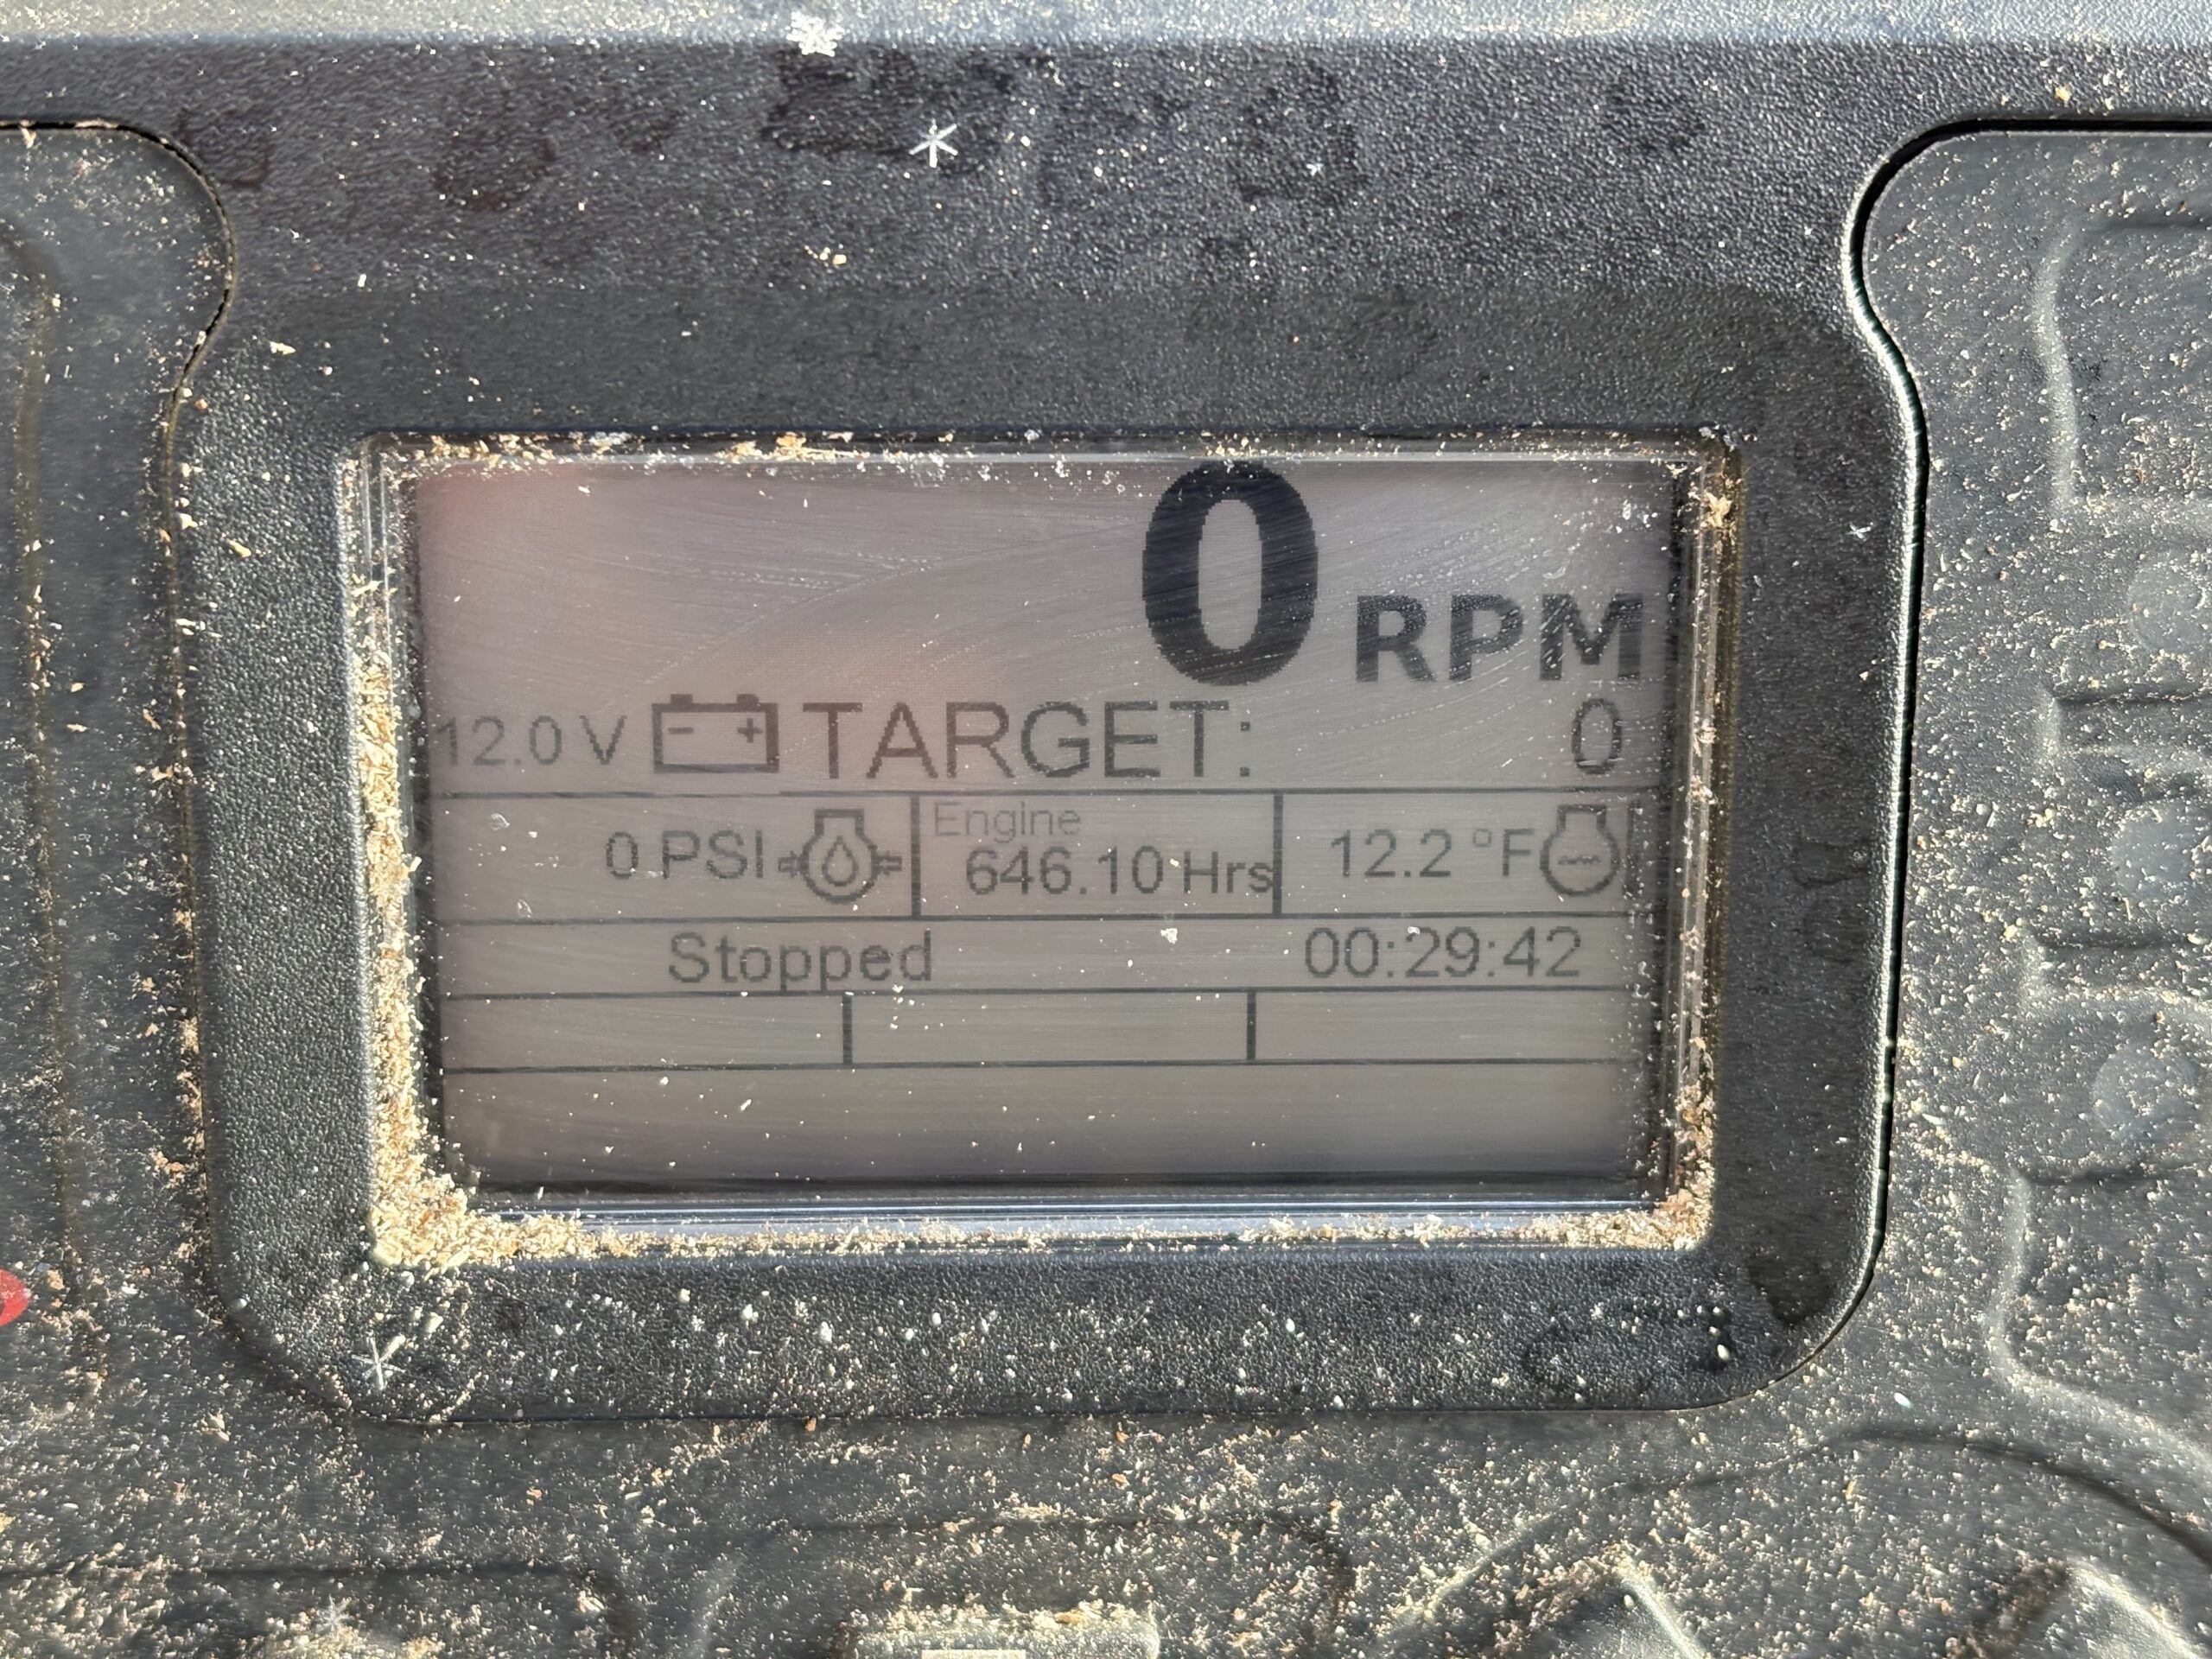 0 RPM
12.0 V - + TARGET: 0
0 PSI Engine 646.10 Hrs 12.2 °F
Stopped 00:29:42